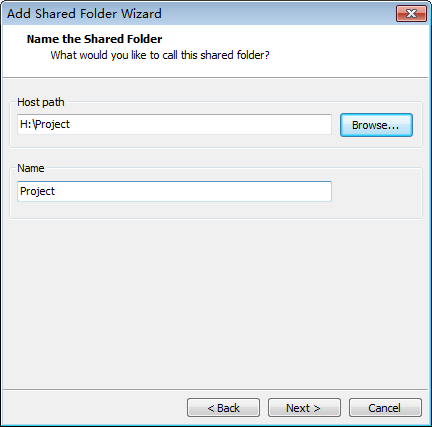 Add Shared Folder Wizard
Name the Shared Folder
What would you like to call this shared folder?
Host path
H:\Project
Browse...
Name
Project
< Back
Next >
Cancel